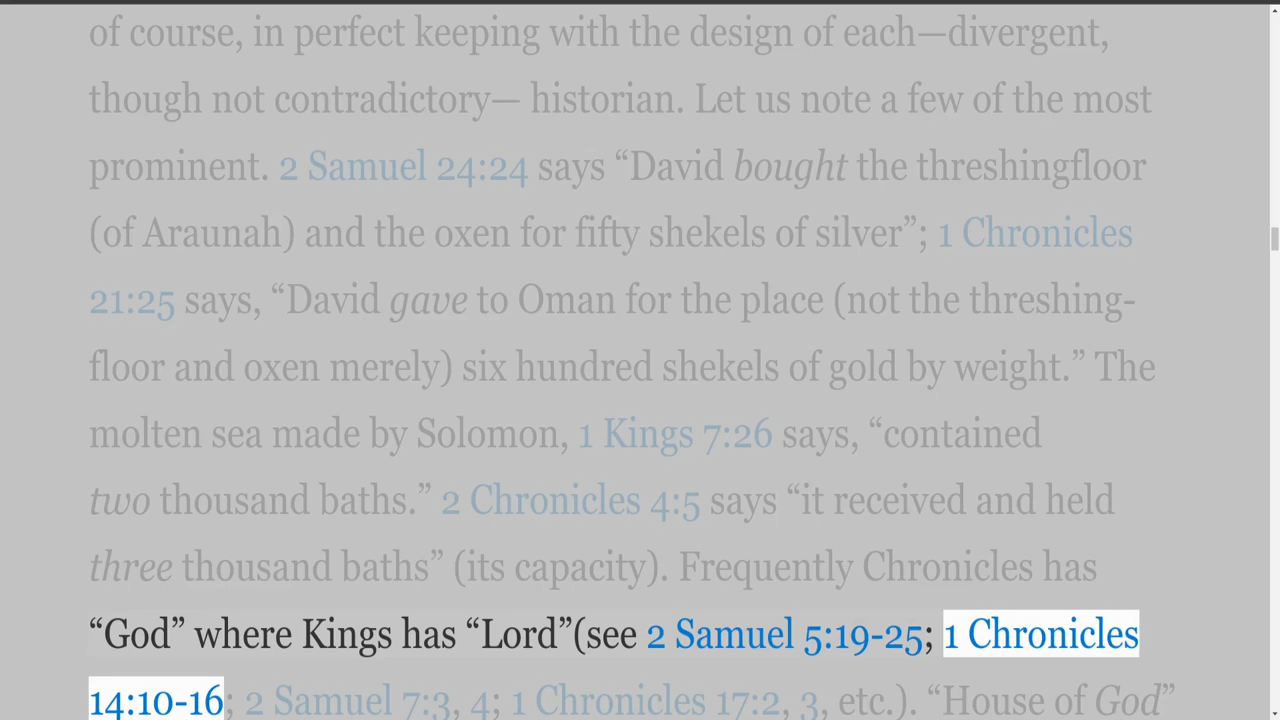 of course, in perfect keeping with the design of each—divergent,
though not contradictory— historian. Let us note a few of the most
prominent. 2 Samuel 24:24 says “David bought the threshingfloor
(of Araunah) and the oxen for fifty shekels of silver”; 1 Chronicles
21:25 says, “David gave to Oman for the place (not the threshing-
floor and oxen merely) six hundred shekels of gold by weight.” The
molten sea made by Solomon, 1 Kings 7:26 says, “contained
two thousand baths.” 2 Chronicles 4:5 says “it received and held
three thousand baths” (its capacity). Frequently Chronicles has
“God” where Kings has “Lord”(see 2 Samuel 5:19-25; 1 Chronicles
14:10-16; 2 Samuel 7:3, 4; 1 Chronicles 17:2, 3, etc.). “House of God”